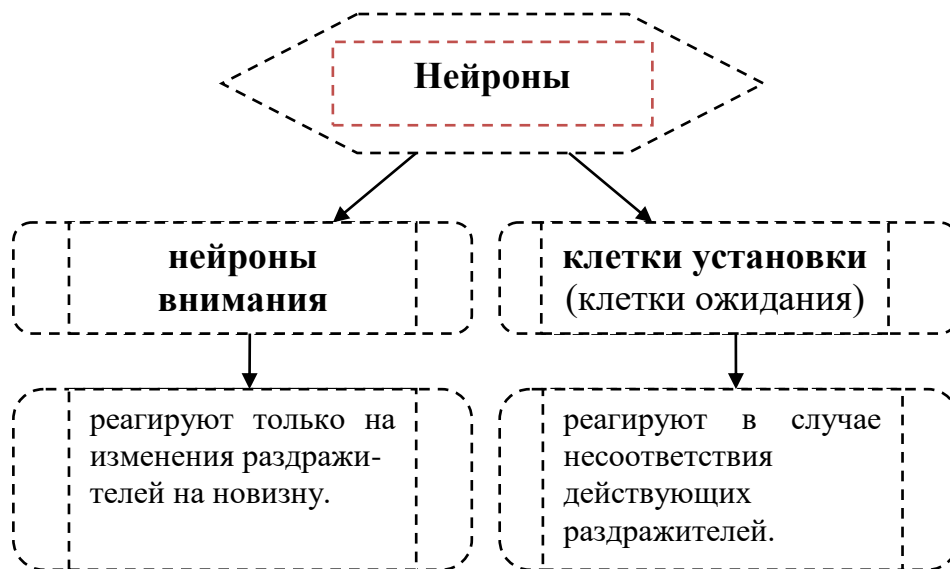 Нейроны
нейроны
внимания
клетки установки
(клетки ожидания)
реагируют только на
изменения раздражи-
телей на новизну.
реагируют в случае
несоответствия
действующих
раздражителей.